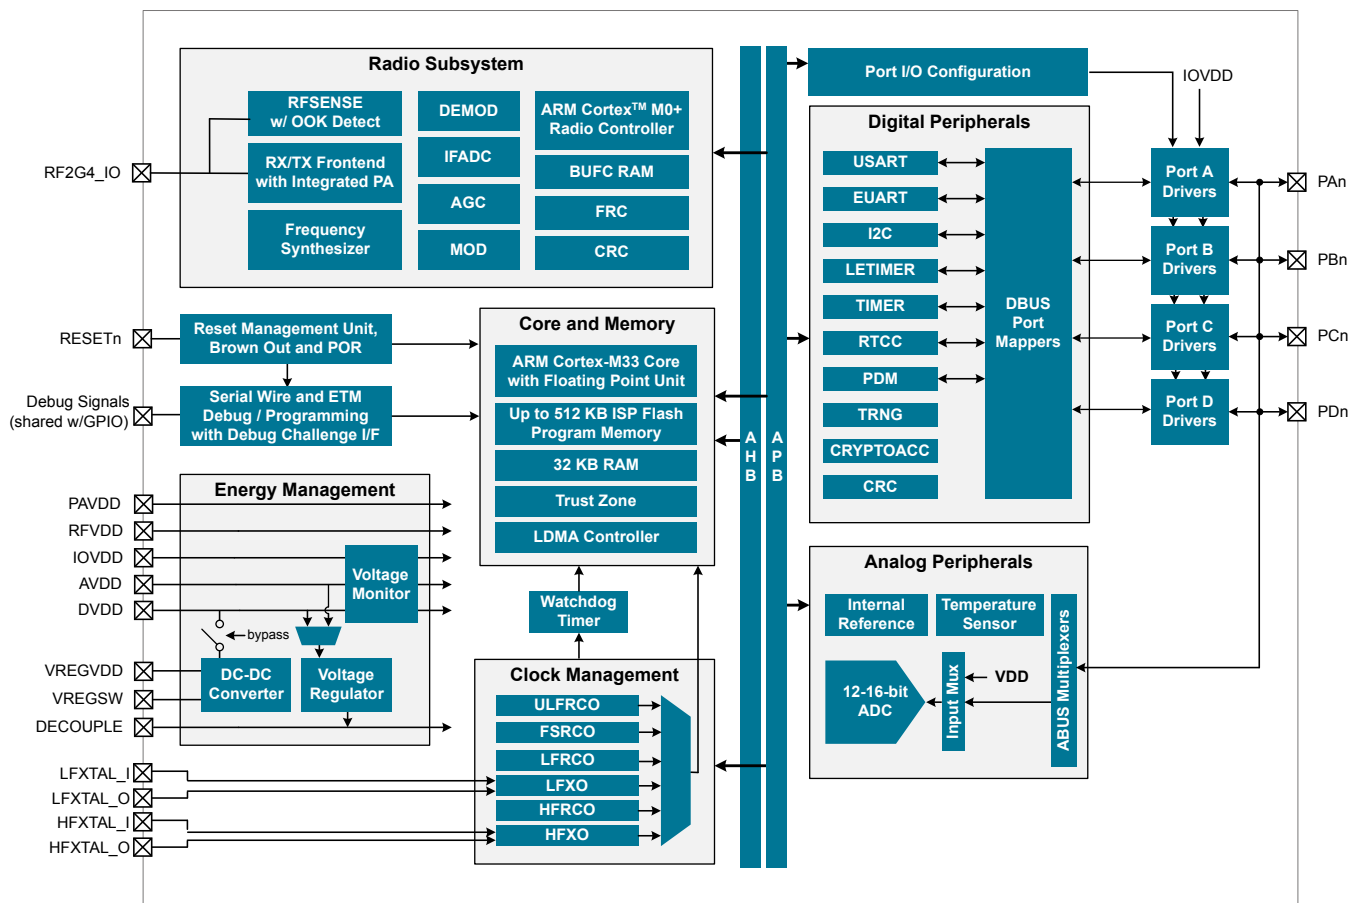 Radio Subsystem
RFSENSE
w/ OOK Detect
RX/TX Frontend
with Integrated PA
Frequency
Synthesizer
DEMOD
IFADC
AGC
MOD
ARM Cortex™ M0+
Radio Controller
BUFC RAM
FRC
CRC
RF2G4_IO
RESETn
Reset Management Unit,
Brown Out and POR
Debug Signals
(shared w/GPIO)
Serial Wire and ETM
Debug / Programming
with Debug Challenge I/F
Core and Memory
ARM Cortex-M33 Core
with Floating Point Unit
Up to 512 KB ISP Flash
Program Memory
32 KB RAM
Trust Zone
LDMA Controller
Energy Management
PAVDD
RFVDD
IOVDD
AVDD
DVDD
VREGVDD
VREGSW
DECOUPLE
Voltage
Monitor
bypass
DC-DC
Converter
Voltage
Regulator
Watchdog
Timer
Clock Management
ULFRCO
FSRCO
LFRCO
LFXO
HFRCO
HFXO
LFXTAL_I
LFXTAL_O
HFXTAL_I
HFXTAL_O
A
H
B
A
P
B
Port I/O Configuration
IOVDD
Digital Peripherals
USART
EUART
I2C
LETIMER
TIMER
RTCC
PDM
TRNG
CRYPTOACC
CRC
DBUS
Port
Mappers
Port A
Drivers
Port B
Drivers
Port C
Drivers
Port D
Drivers
PAn
PBn
PCn
PDn
Analog Peripherals
Internal
Reference
Temperature
Sensor
12-16-bit
ADC
Input Mux
VDD
ABUS Multiplexers